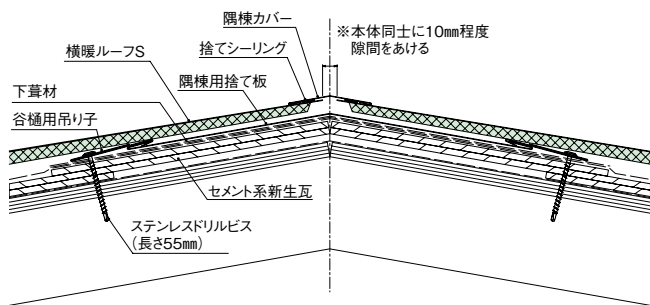 隅棟カバー
捨てシーリング
横暖ルーフS
隅棟用捨て板
下葺材
谷樋用吊り子
※本体同士に10mm程度
隙間をあける
セメント系新生瓦
ステンレスドリルビス
(長さ55mm)